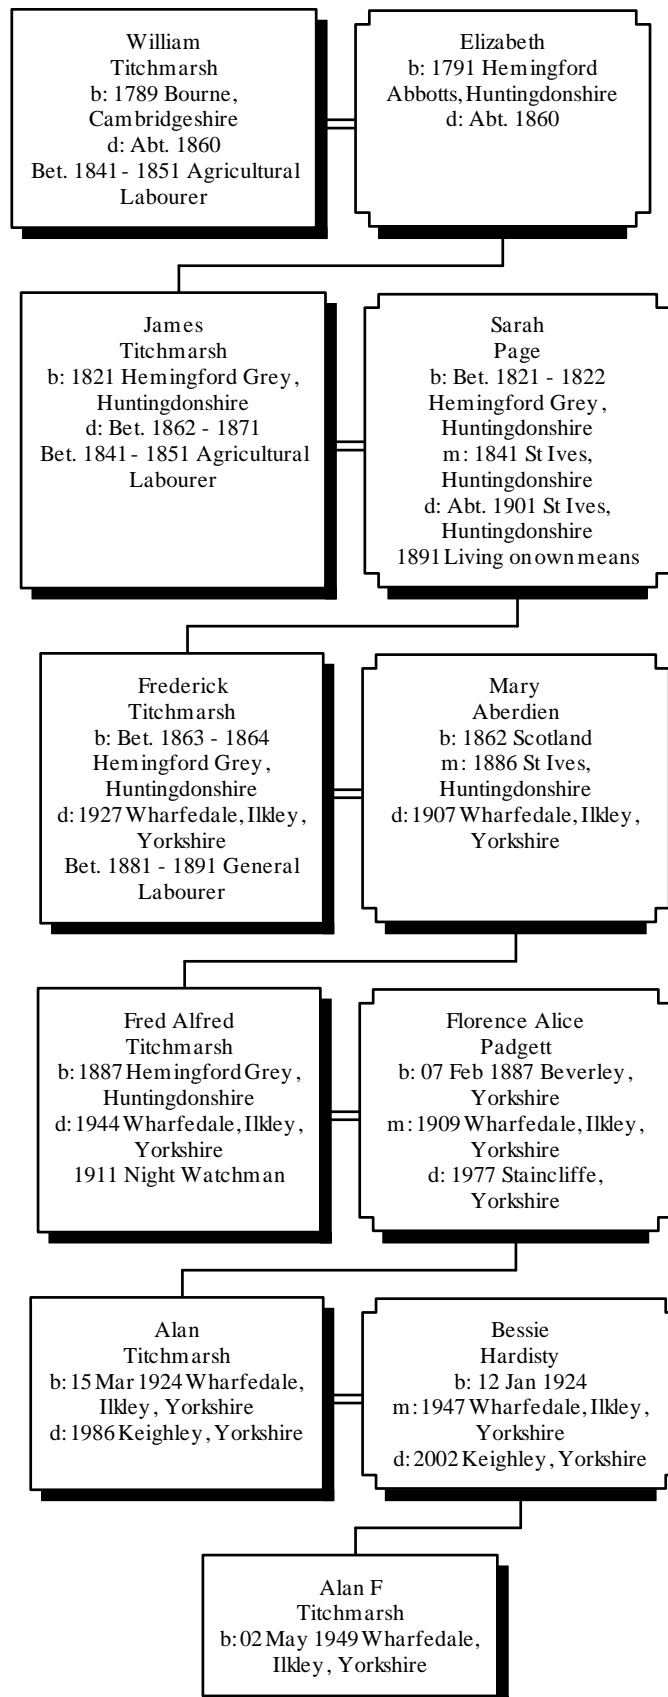 William
Titchmarsh
b: 1789 Bourne,
Cambridgeshire
d: Abt. 1860
Bet. 1841 - 1851 Agricultural
Labourer
Elizabeth
b: 1791 Hemingford
Abbotts, Huntingdonshire
d: Abt. 1860
James
Titchmarsh
b: 1821 Hemingford Grey,
Huntingdonshire
d: Bet. 1862 - 1871
Bet. 1841 - 1851 Agricultural
Labourer
Sarah
Page
b: Bet. 1821 - 1822
Hemingford Grey,
Huntingdonshire
m: 1841 St Ives,
Huntingdonshire
d: Abt. 1901 St Ives,
Huntingdonshire
1891 Living on own means
Frederick
Titchmarsh
b: Bet. 1863 - 1864
Hemingford Grey,
Huntingdonshire
d: 1927 Wharfedale, Ilkley,
Yorkshire
Bet. 1881 - 1891 General
Labourer
Mary
Aberdien
b: 1862 Scotland
m: 1886 St Ives,
Huntingdonshire
d: 1907 Wharfedale, Ilkley,
Yorkshire
Fred Alfred
Titchmarsh
b: 1887 Hemingford Grey,
Huntingdonshire
d: 1944 Wharfedale, Ilkley,
Yorkshire
1911 Night Watchman
Florence Alice
Padgett
b: 07 Feb 1887 Beverley,
Yorkshire
m: 1909 Wharfedale, Ilkley,
Yorkshire
d: 1977 Staincliffe,
Yorkshire
Alan
Titchmarsh
b: 15 Mar 1924 Wharfedale,
Ilkley, Yorkshire
d: 1986 Keighley, Yorkshire
Bessie
Hardisty
b: 12 Jan 1924
m: 1947 Wharfedale, Ilkley,
Yorkshire
d: 2002 Keighley, Yorkshire
Alan F
Titchmarsh
b: 02 May 1949 Wharfedale,
Ilkley, Yorkshire